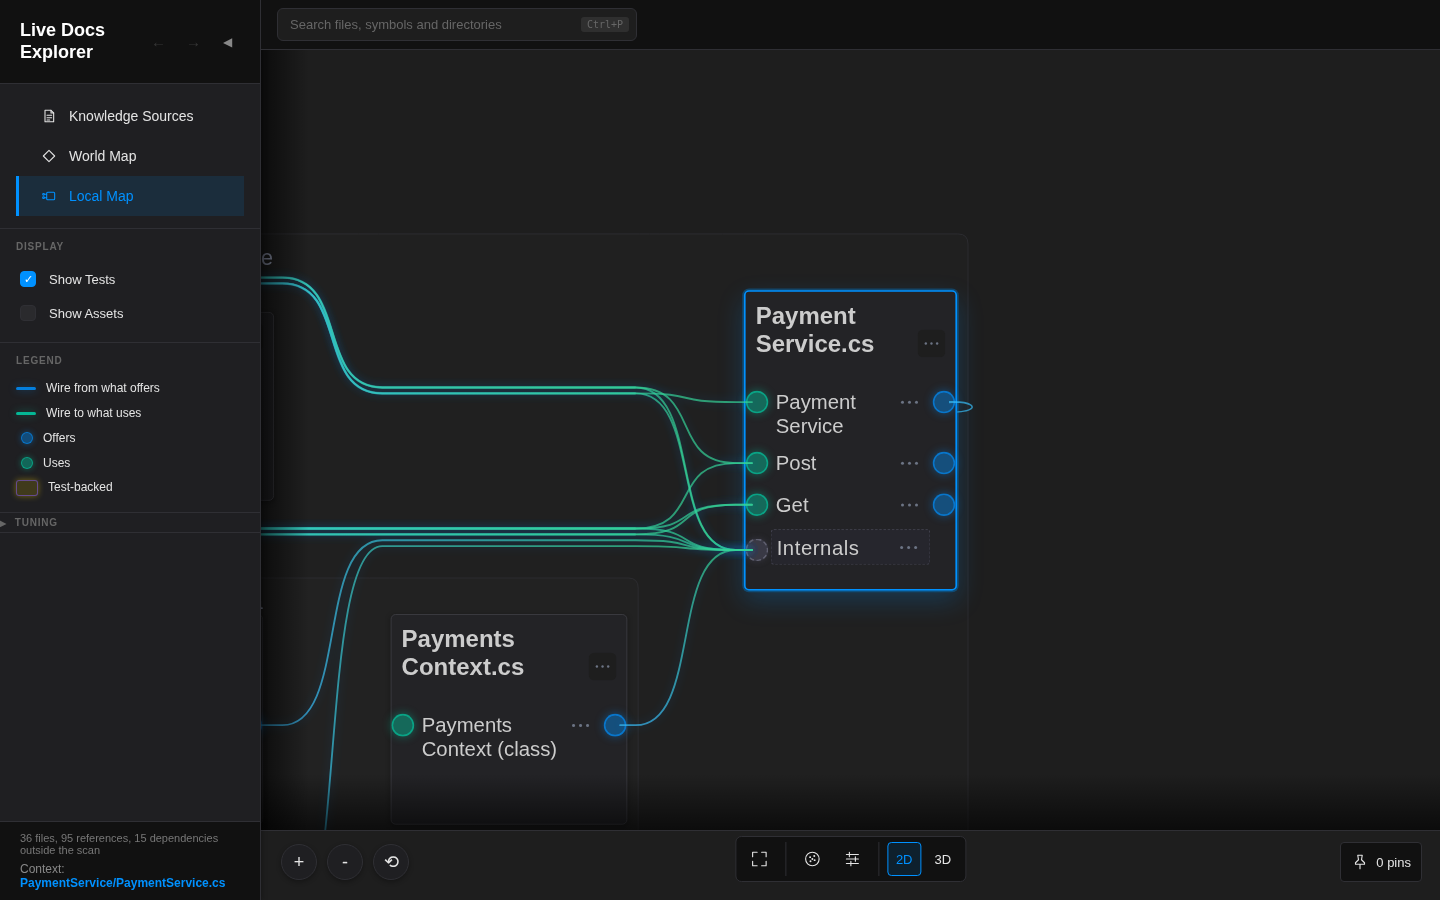 Live Docs
Explorer
Search files, symbols and directories
Ctrl+P
Knowledge Sources
World Map
Local Map
DISPLAY
Show Tests
Show Assets
LEGEND
Wire from what offers
Wire to what uses
Offers
Uses
Test-backed
TUNING
36 files, 95 references, 15 dependencies
outside the scan
Context:
PaymentService/PaymentService.cs
e
Payment
Service.cs
Payment
Service
Post
Get
Internals
Payments
Context.cs
Payments
Context (class)
2D
3D
0 pins